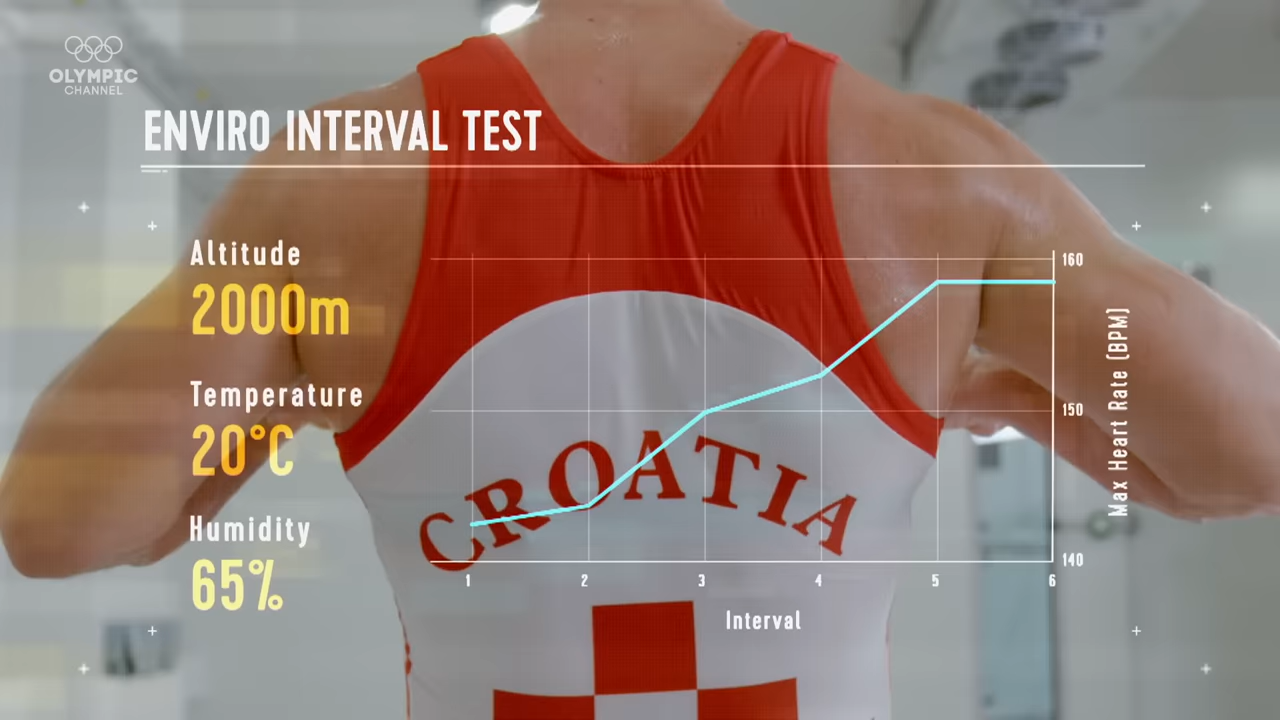 OLYMPIC
CHANNEL
ENVIRO INTERVAL TEST
Altitude
2000m
Temperature
20°C
Humidity
65%
CROATIA
160
150
140
Max Heart Rate (BPM)
1 2 3 4 5 6
Interval